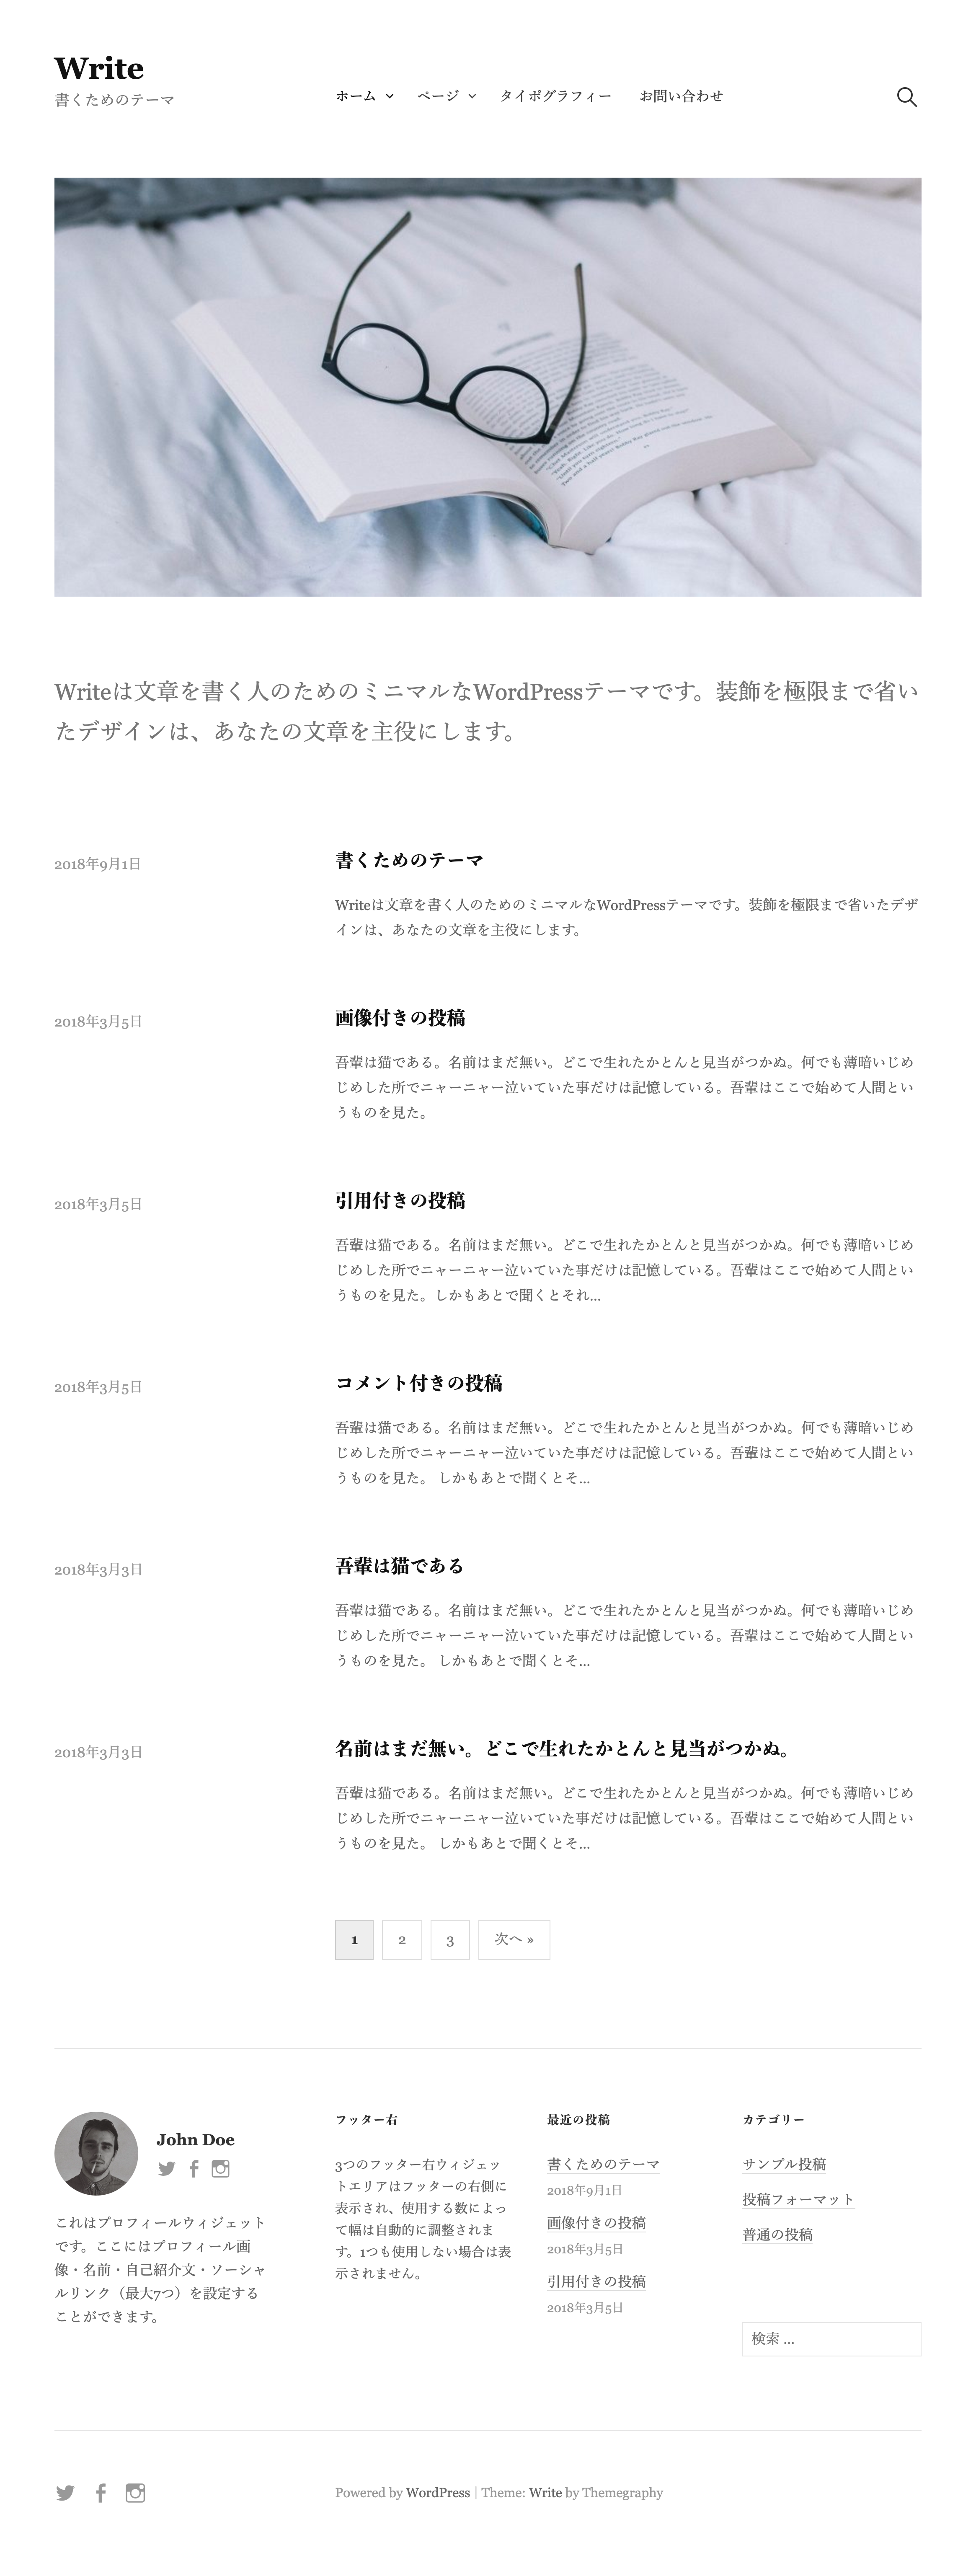 Write
書くためのテーマ
ホーム ページ タイポグラフィー お問い合わせ
Writeは文章を書く人のためのミニマルなWordPressテーマです。装飾を極限まで省い
たデザインは、あなたの文章を主役にします。
2018年9月1日
書くためのテーマ
Writeは文章を書く人のためのミニマルなWordPressテーマです。装飾を極限まで省いたデザ
インは、あなたの文章を主役にします。
2018年3月5日
画像付きの投稿
吾輩は猫である。名前はまだ無い。どこで生れたかとんと見当がつかぬ。何でも薄暗いじめ
じめした所でニャーニャー泣いていた事だけは記憶している。吾輩はここで始めて人間とい
うものを見た。
2018年3月5日
引用付きの投稿
吾輩は猫である。名前はまだ無い。どこで生れたかとんと見当がつかぬ。何でも薄暗いじめ
じめした所でニャーニャー泣いていた事だけは記憶している。吾輩はここで始めて人間とい
うものを見た。しかもあとで聞くとそれ...
2018年3月5日
コメント付きの投稿
吾輩は猫である。名前はまだ無い。どこで生れたかとんと見当がつかぬ。何でも薄暗いじめ
じめした所でニャーニャー泣いていた事だけは記憶している。吾輩はここで始めて人間とい
うものを見た。 しかもあとで聞くとそ...
2018年3月3日
吾輩は猫である
吾輩は猫である。名前はまだ無い。どこで生れたかとんと見当がつかぬ。何でも薄暗いじめ
じめした所でニャーニャー泣いていた事だけは記憶している。吾輩はここで始めて人間とい
うものを見た。 しかもあとで聞くとそ...
2018年3月3日
名前はまだ無い。どこで生れたかとんと見当がつかぬ。
吾輩は猫である。名前はまだ無い。どこで生れたかとんと見当がつかぬ。何でも薄暗いじめ
じめした所でニャーニャー泣いていた事だけは記憶している。吾輩はここで始めて人間とい
うものを見た。 しかもあとで聞くとそ...
1 2 3 次へ »
John Doe
これはプロフィールウィジェット
です。ここにはプロフィール画
像・名前・自己紹介文・ソーシャ
ルリンク（最大7つ）を設定する
ことができます。
フッター右
3つのフッター右ウィジェッ
トエリアはフッターの右側に
表示され、使用する数によっ
て幅は自動的に調整されま
す。1つも使用しない場合は表
示されません。
最近の投稿
書くためのテーマ
2018年9月1日
画像付きの投稿
2018年3月5日
引用付きの投稿
2018年3月5日
カテゴリー
サンプル投稿
投稿フォーマット
普通の投稿
検索 ...
Powered by WordPress | Theme: Write by Themegraphy